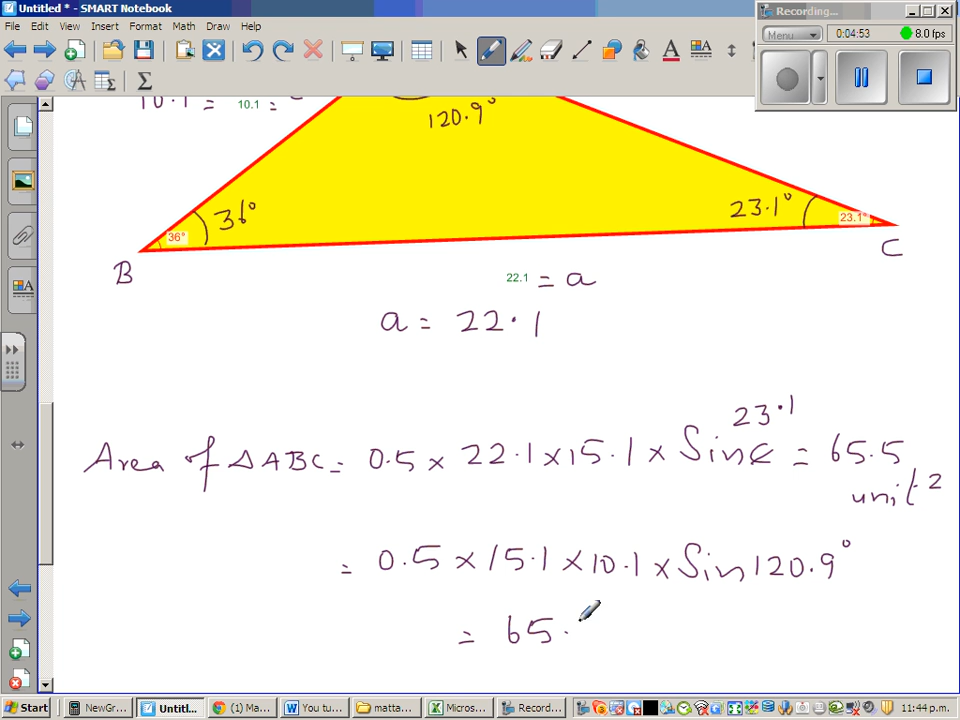 Untitled * - SMART Notebook
File Edit View Insert Format Math Draw Help
Recording...
Menu
0:04:53
8.0 fps
10.1 = 10.1 =
120.9°
36°
36°
23.1°
23.1°
B
C
22.1 = a
a = 22.1
23.1
Area of ΔABC = 0.5 × 22.1 × 15.1 × Sin C = 65.5
unit 2
= 0.5 × 15.1 × 10.1 × Sin 120.9°
= 65.
Start NewGr... Untitl... (1) Ma... You tu... matta... Micros... Record... 11:44 p.m.